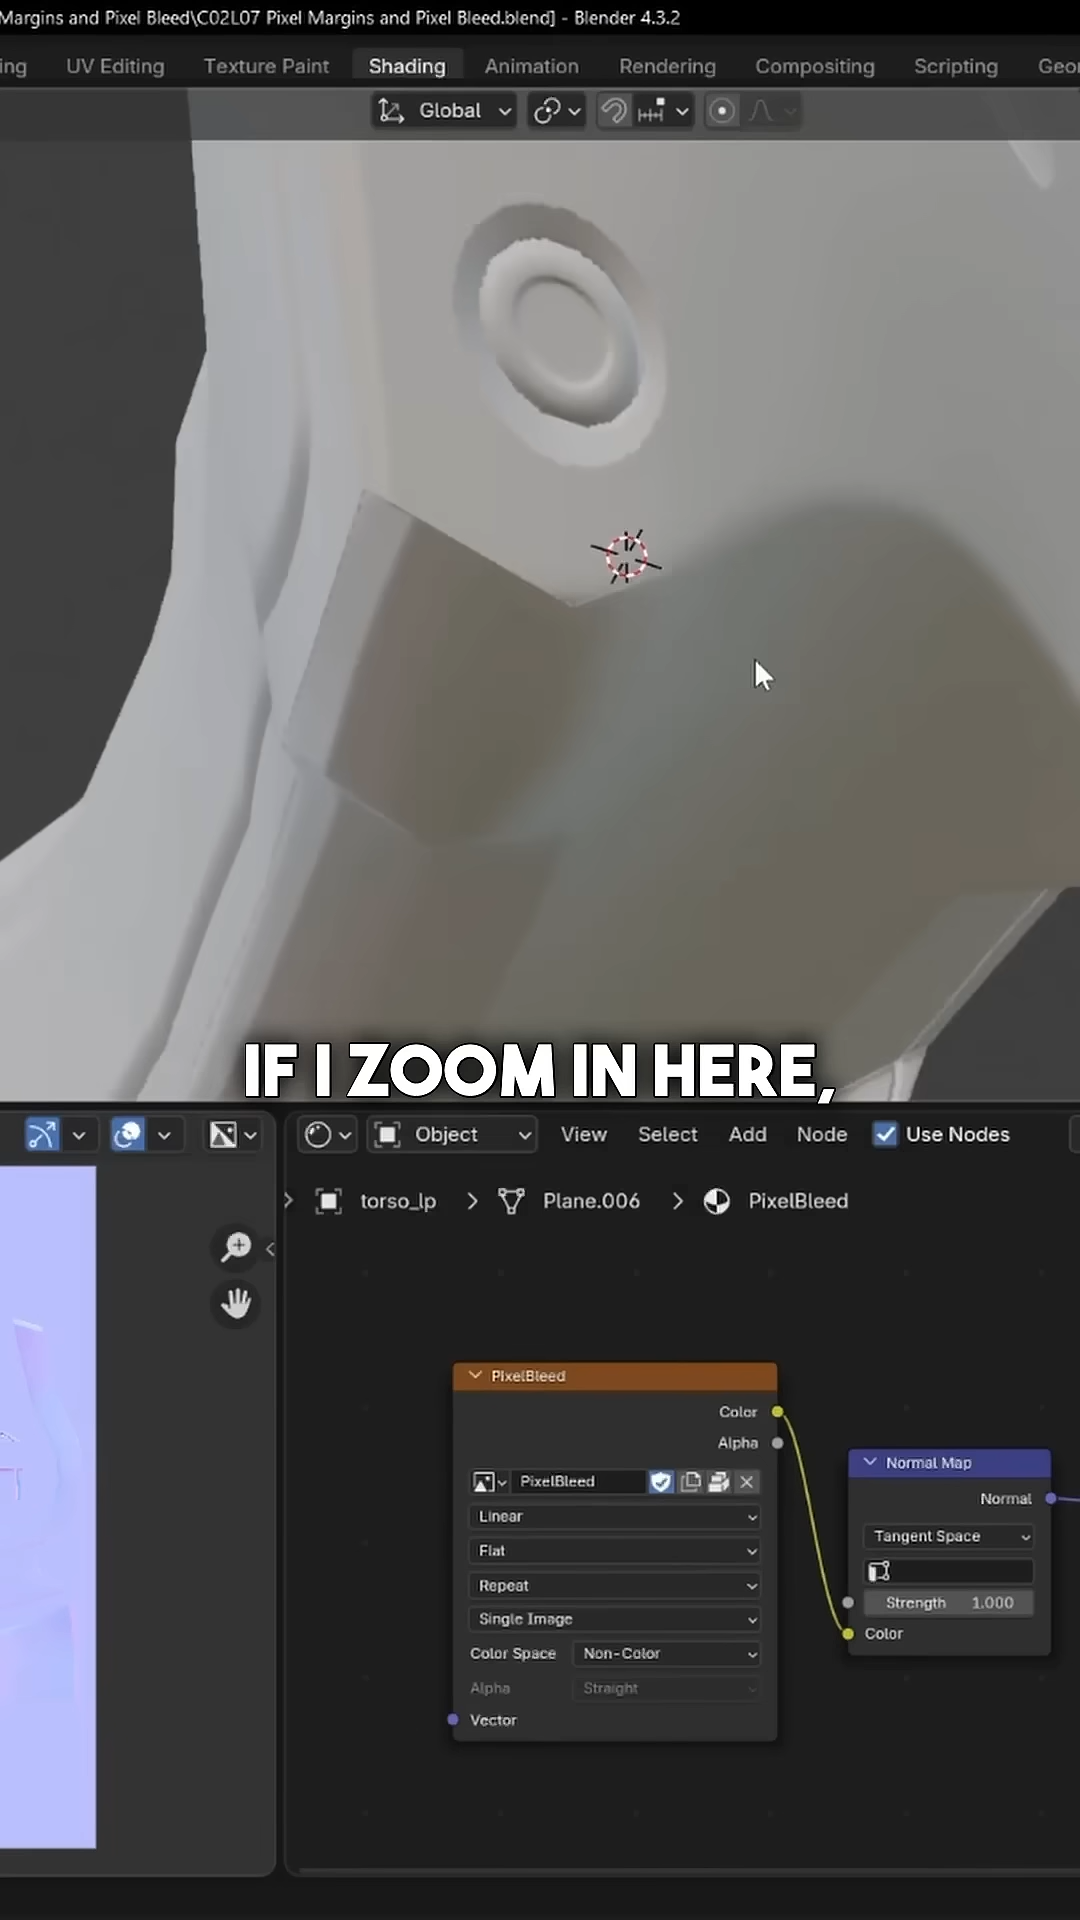 Margins and Pixel Bleed\C02L07 Pixel Margins and Pixel Bleed.blend] - Blender 4.3.2
ing UV Editing Texture Paint Shading Animation Rendering Compositing Scripting Geo
Global
IF I ZOOM IN HERE,
Object View Select Add Node Use Nodes
torso_lp Plane.006 PixelBleed
PixelBleed
Color
Alpha
PixelBleed
Linear
Flat
Repeat
Single Image
Color Space Non-Color
Alpha Straight
Vector
Normal Map
Normal
Tangent Space
Strength 1.000
Color